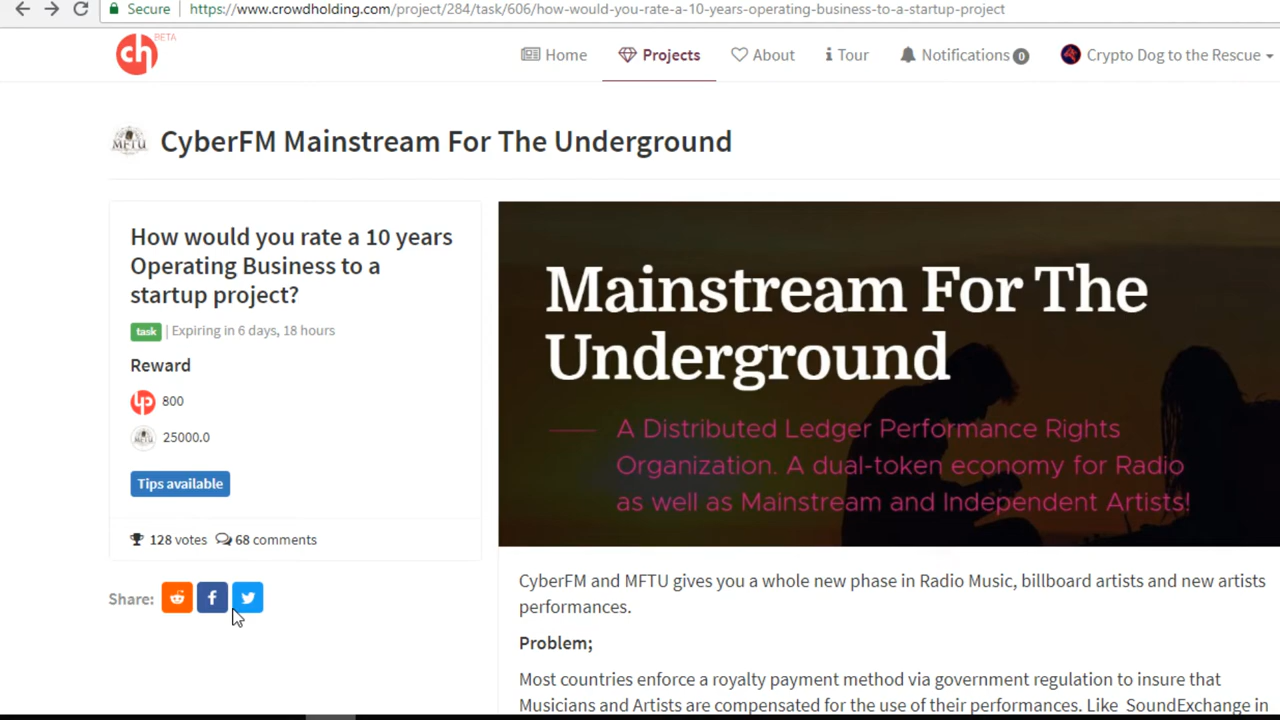 Secure https://www.crowdholding.com/project/284/task/606/how-would-you-rate-a-10-years-operating-business-to-a-startup-project
ch BETA
Home Projects About Tour Notifications 0 Crypto Dog to the Rescue
MFTU CyberFM Mainstream For The Underground
How would you rate a 10 years
Operating Business to a
startup project?
task | Expiring in 6 days, 18 hours
Reward
800
MFTU 25000.0
Tips available
128 votes 68 comments
Share:
Mainstream For The
Underground
A Distributed Ledger Performance Rights
Organization. A dual-token economy for Radio
as well as Mainstream and Independent Artists!
CyberFM and MFTU gives you a whole new phase in Radio Music, billboard artists and new artists
performances.
Problem;
Most countries enforce a royalty payment method via government regulation to insure that
Musicians and Artists are compensated for the use of their performances. Like SoundExchange in